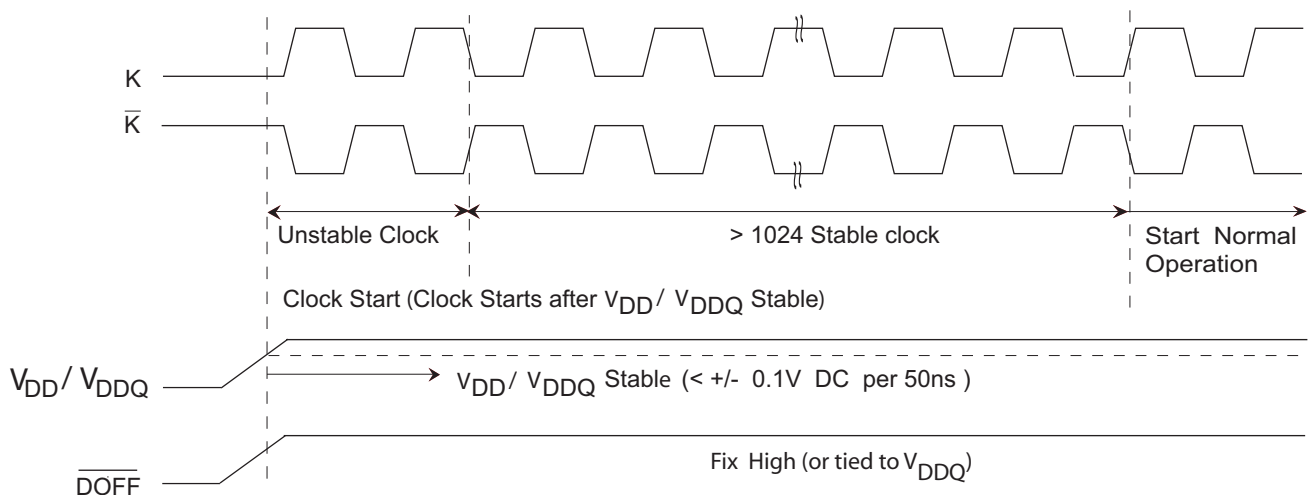 K
K̅
Unstable Clock
> 1024 Stable clock
Start Normal
Operation
Clock Start (Clock Starts after VDD / VDDQ Stable)
VDD / VDDQ
VDD / VDDQ Stable (< +/- 0.1V DC per 50ns )
Fix High (or tied to VDDQ)
D̅O̅F̅F̅